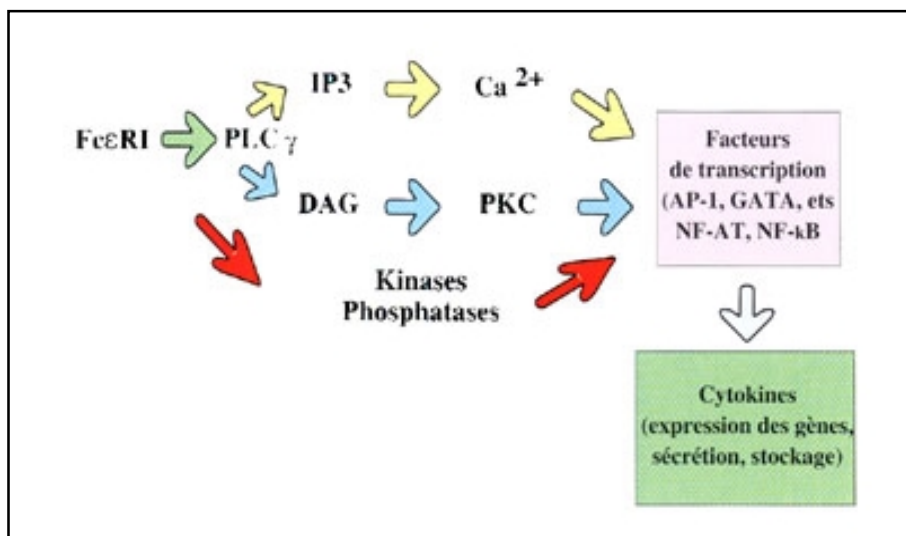 IP3
Ca 2+
FcεRI
PLC γ
DAG
PKC
Kinases
Phosphatases
Facteurs
de transcription
(AP-1, GATA, ets
NF-AT, NF-kB
Cytokines
(expression des gènes,
sécrétion, stockage)